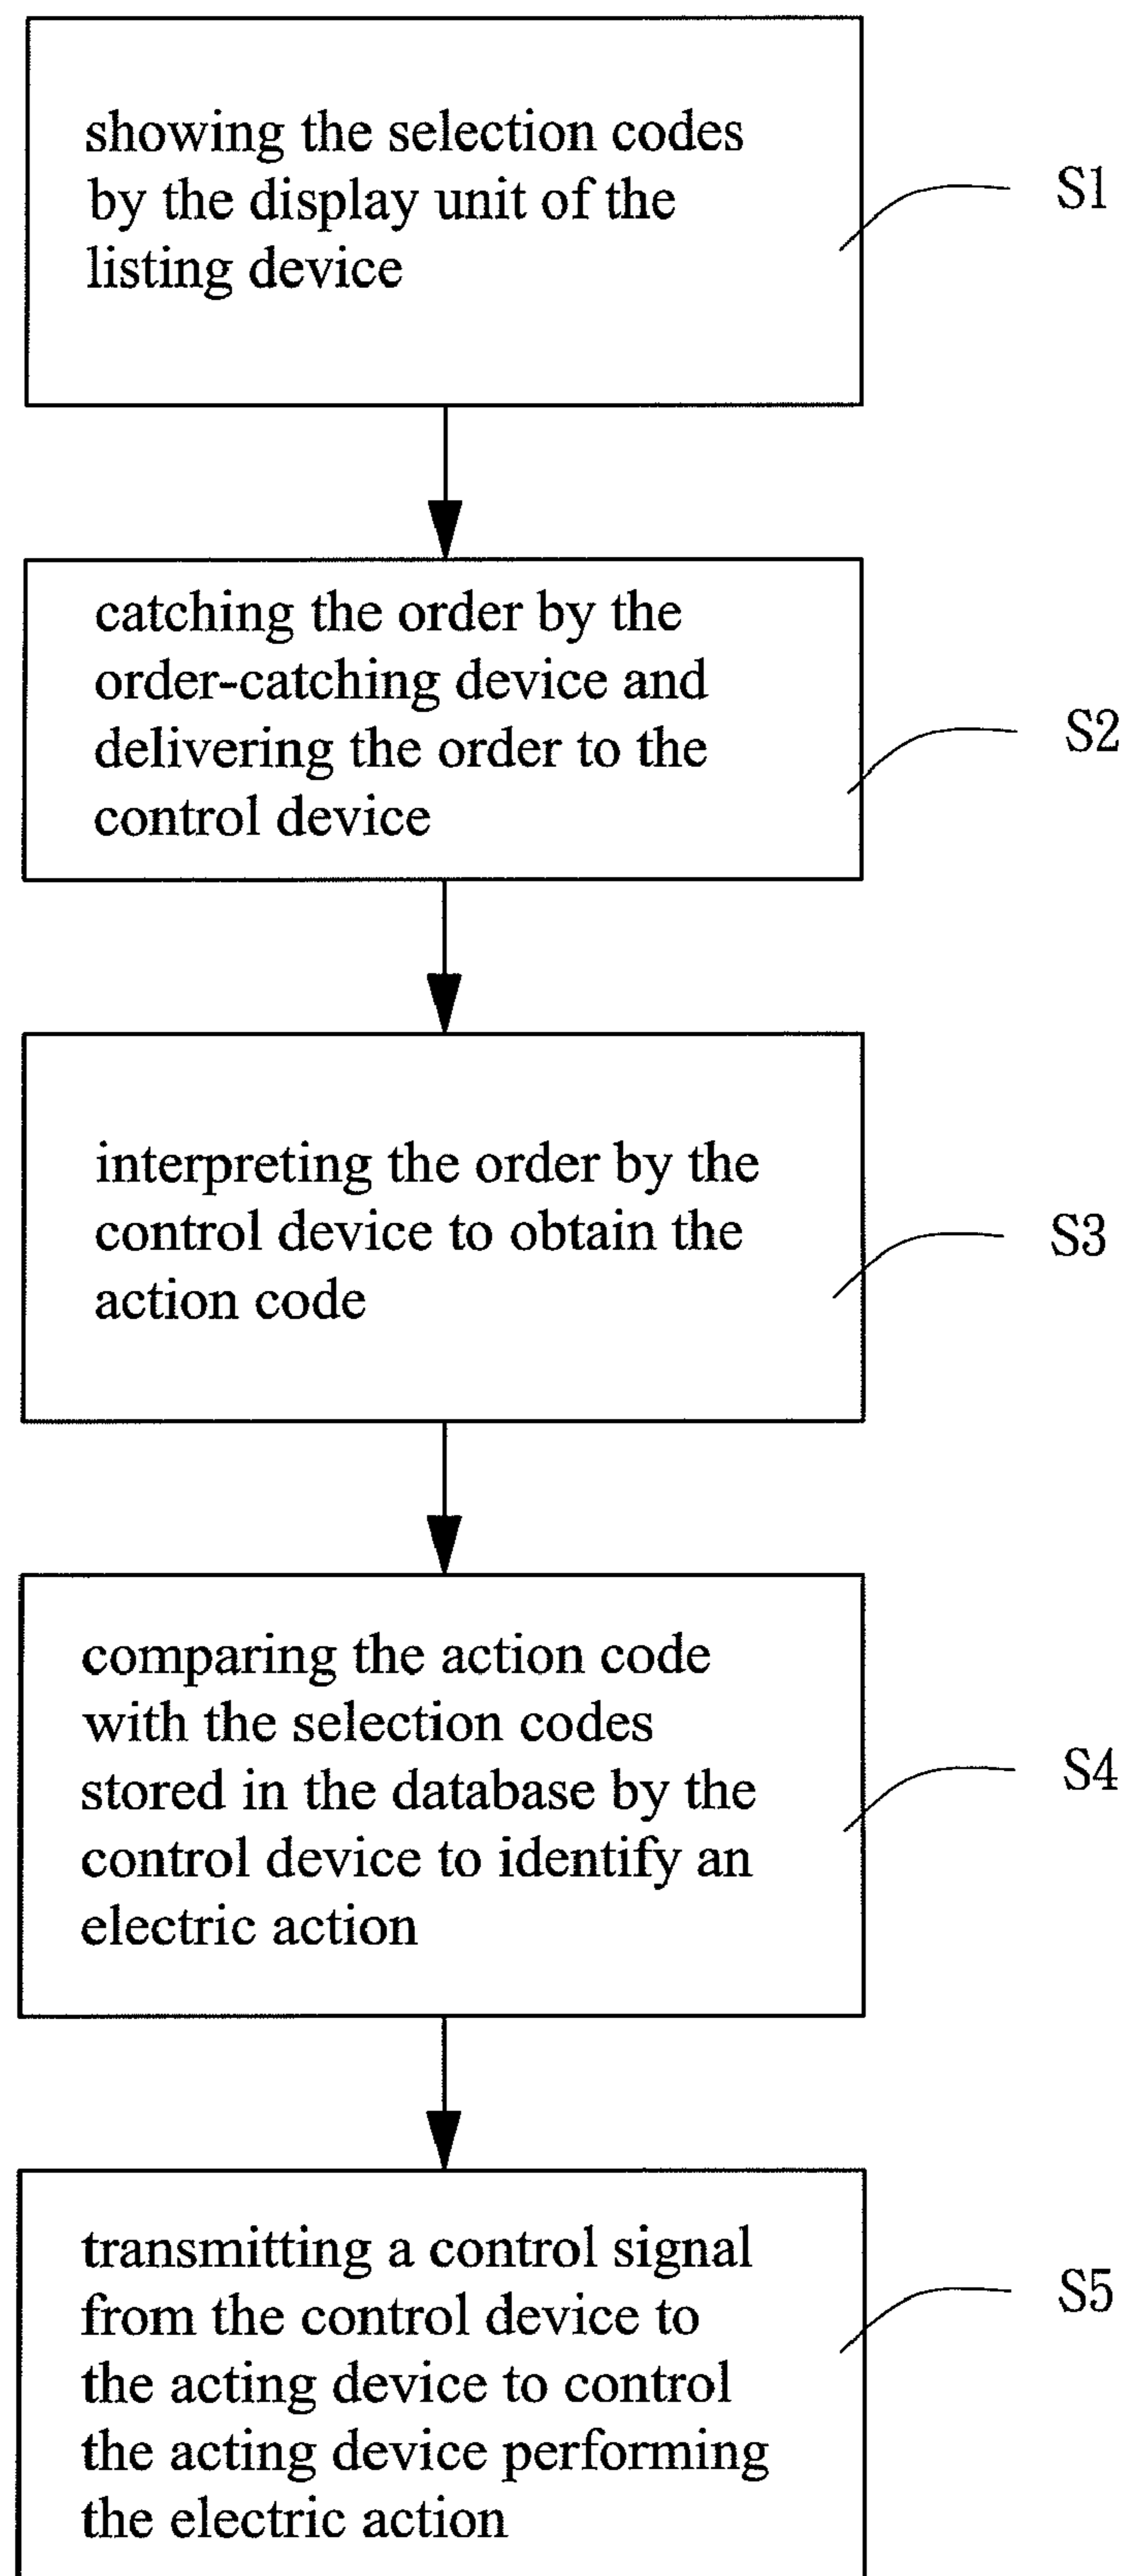 showing the selection codes
by the display unit of the
listing device
S1
catching the order by the
order-catching device and
delivering the order to the
control device
S2
interpreting the order by the
control device to obtain the
action code
S3
comparing the action code
with the selection codes
stored in the database by the
control device to identify an
electric action
S4
transmitting a control signal
from the control device to
the acting device to control
the acting device performing
the electric action
S5